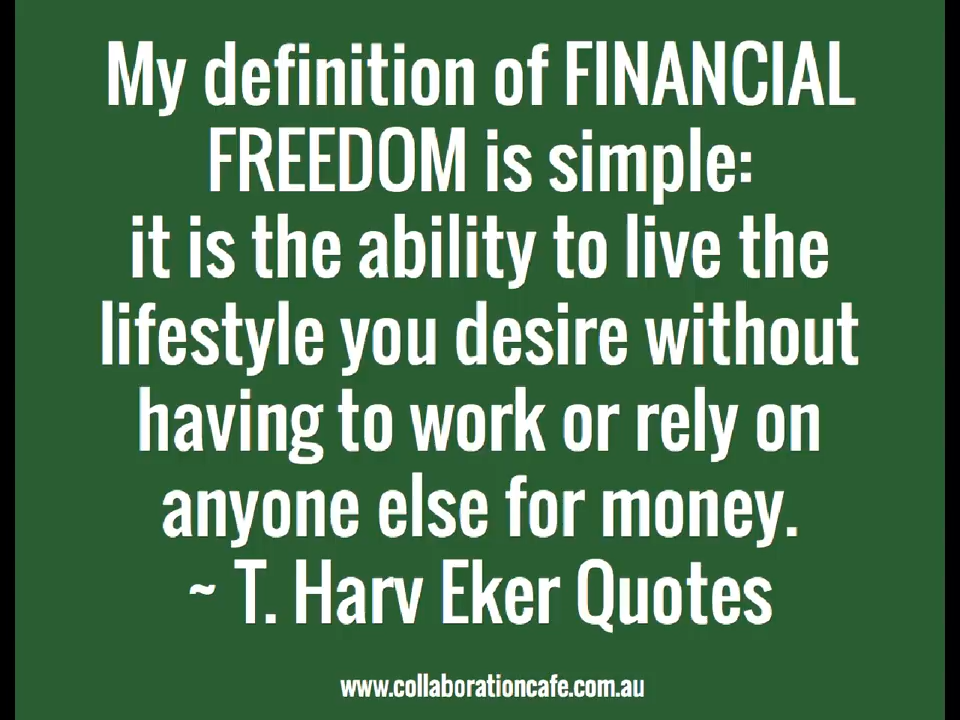 My definition of FINANCIAL
FREEDOM is simple:
it is the ability to live the
lifestyle you desire without
having to work or rely on
anyone else for money.
~ T. Harv Eker Quotes
www.collaborationcafe.com.au